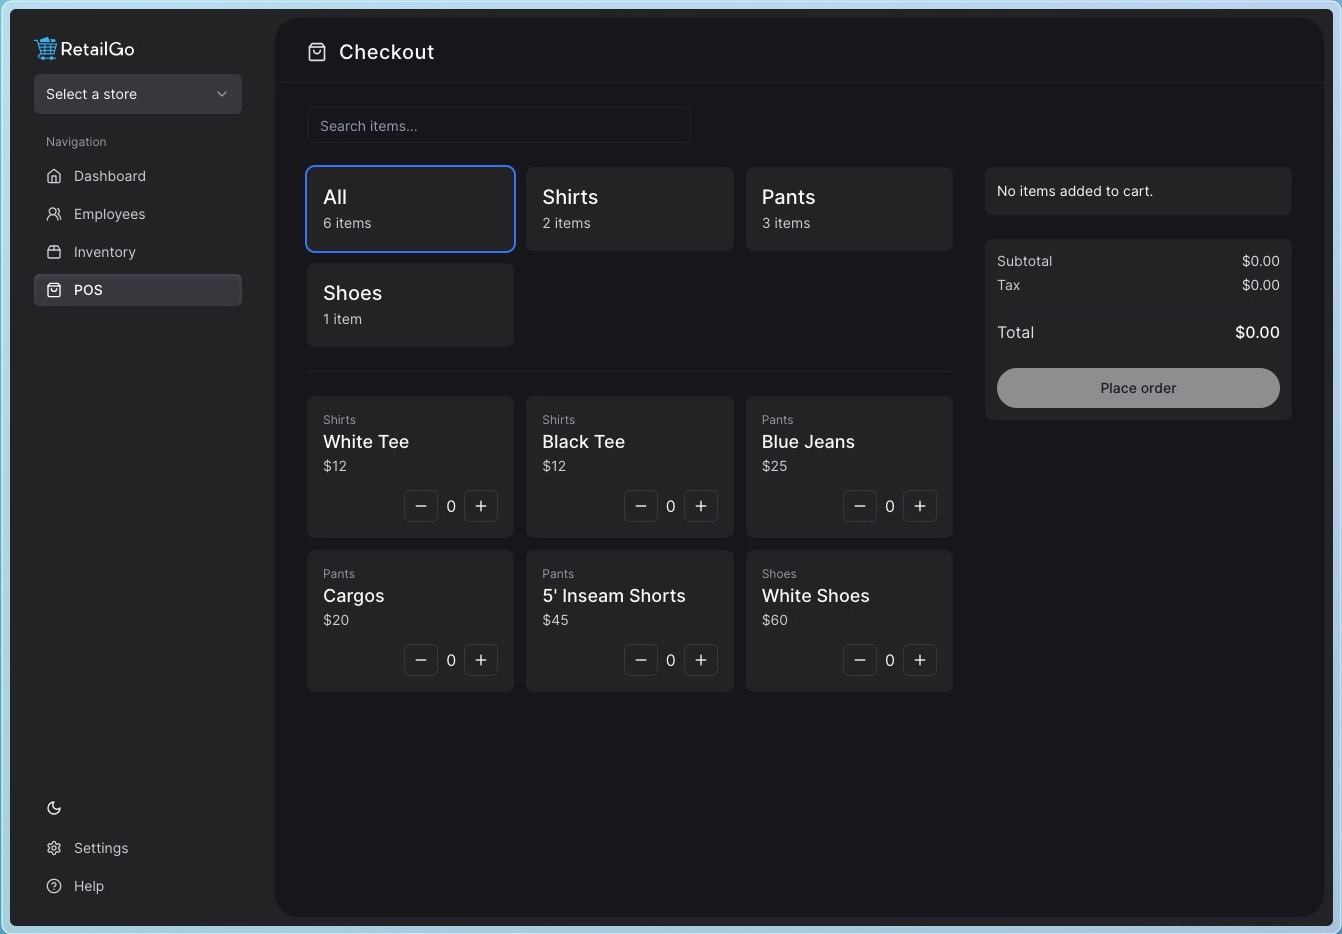 RetailGo
Select a store
Navigation
Dashboard
Employees
Inventory
POS
Settings
Help
Checkout
Search items...
All
6 items
Shirts
2 items
Pants
3 items
Shoes
1 item
Shirts
White Tee
$12
0
Shirts
Black Tee
$12
0
Pants
Blue Jeans
$25
0
Pants
Cargos
$20
0
Pants
5' Inseam Shorts
$45
0
Shoes
White Shoes
$60
0
No items added to cart.
Subtotal $0.00
Tax $0.00
Total $0.00
Place order